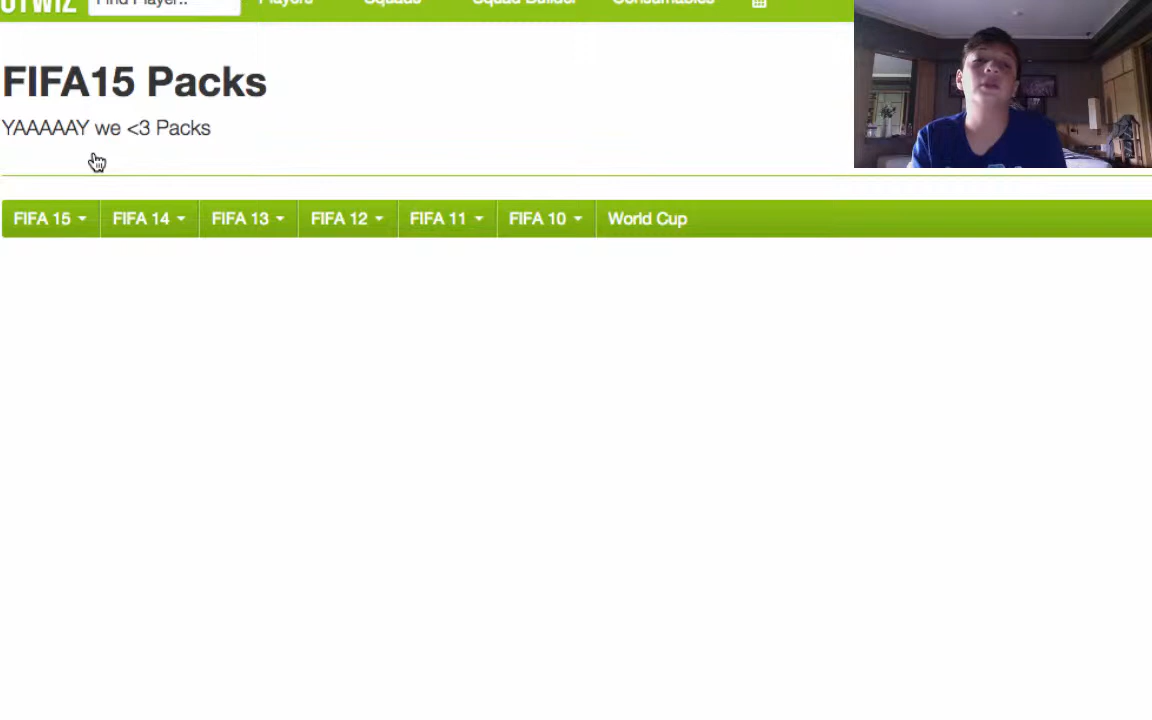 UTWIZ Find Player.. Players Squads Squad Builder Consumables
FIFA15 Packs
YAAAAAY we <3 Packs
FIFA 15 FIFA 14 FIFA 13 FIFA 12 FIFA 11 FIFA 10 World Cup